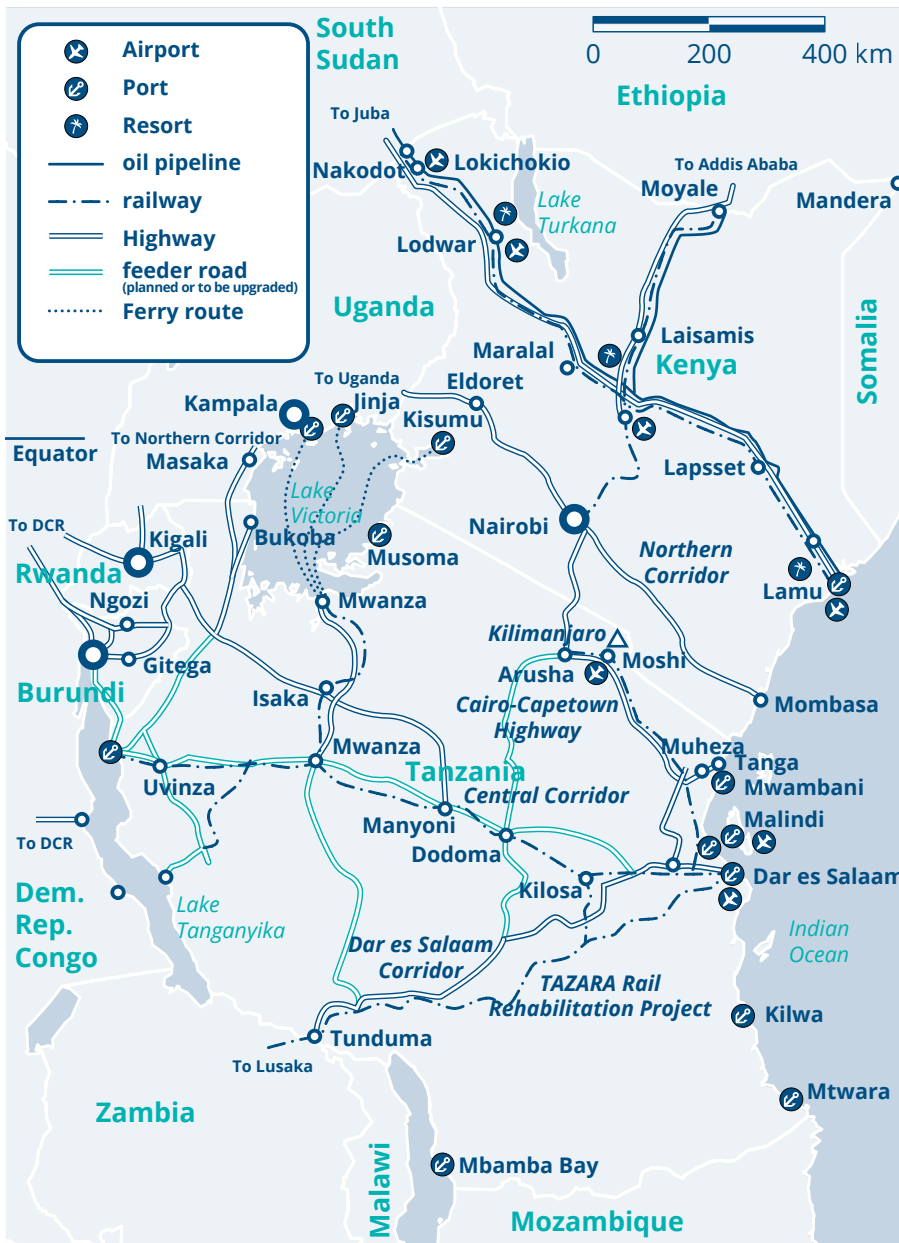 Airport
Port
Resort
oil pipeline
railway
Highway
feeder road
(planned or to be upgraded)
Ferry route
South
Sudan
0 200 400 km
Ethiopia
To Juba
Nakodot
Lokichokio
To Addis Ababa
Moyale
Mandera
Lake
Turkana
Lodwar
Uganda
Somalia
Laisamis
Maralal
Kenya
To Uganda
Eldoret
Kampala
Jinja
Kisumu
To Northern Corridor
Equator
Masaka
Lapsset
Lake
Victoria
To DCR
Kigali
Bukoba
Nairobi
Musoma
Northern
Corridor
Rwanda
Ngozi
Mwanza
Lamu
Kilimanjaro
Gitega
Arusha
Moshi
Burundi
Isaka
Cairo-Capetown
Highway
Mombasa
Mwanza
Muheza
Tanga
Uvinza
Tanzania
Mwambani
Central Corridor
Manyoni
Malindi
To DCR
Dodoma
Kilosa
Dar es Salaam
Dem.
Rep.
Congo
Lake
Tanganyika
Indian
Ocean
Dar es Salaam
Corridor
TAZARA Rail
Rehabilitation Project
Kilwa
Tunduma
To Lusaka
Mtwara
Zambia
Malawi
Mbamba Bay
Mozambique